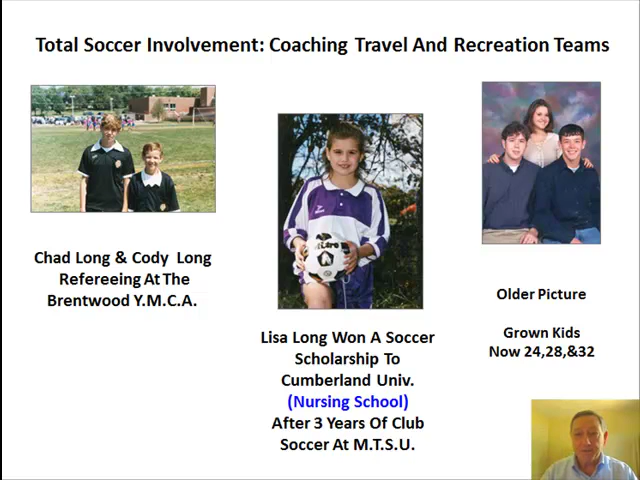 Total Soccer Involvement: Coaching Travel And Recreation Teams
Chad Long & Cody Long
Refereeing At The
Brentwood Y.M.C.A.
Lisa Long Won A Soccer
Scholarship To
Cumberland Univ.
(Nursing School)
After 3 Years Of Club
Soccer At M.T.S.U.
Older Picture
Grown Kids
Now 24,28,&32